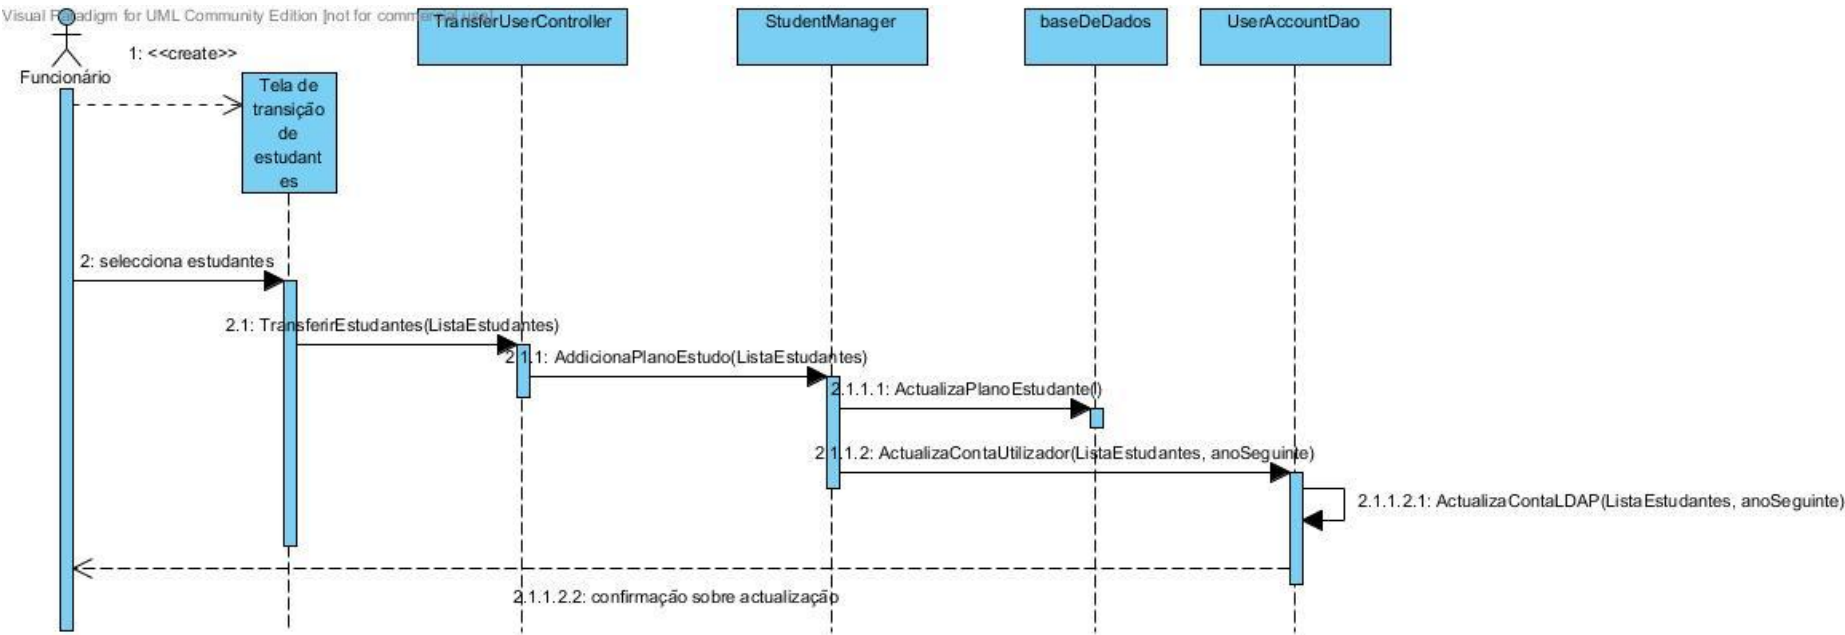 Visual Paradigm for UML Community Edition [not for commercial use]
Funcionário
1: <<create>>
Tela de
transição
de
estudant
es
TransferUserController
StudentManager
baseDeDados
UserAccountDao
2: selecciona estudantes
2.1: TransferirEstudantes(ListaEstudantes)
2.1.1: AddicionaPlanoEstudo(ListaEstudantes)
2.1.1.1: ActualizaPlanoEstudante()
2.1.1.2: ActualizaContaUtilizador(ListaEstudantes, anoSeguinte)
2.1.1.2.1: ActualizaContaLDAP(ListaEstudantes, anoSeguinte)
2.1.1.2.2: confirmação sobre actualização